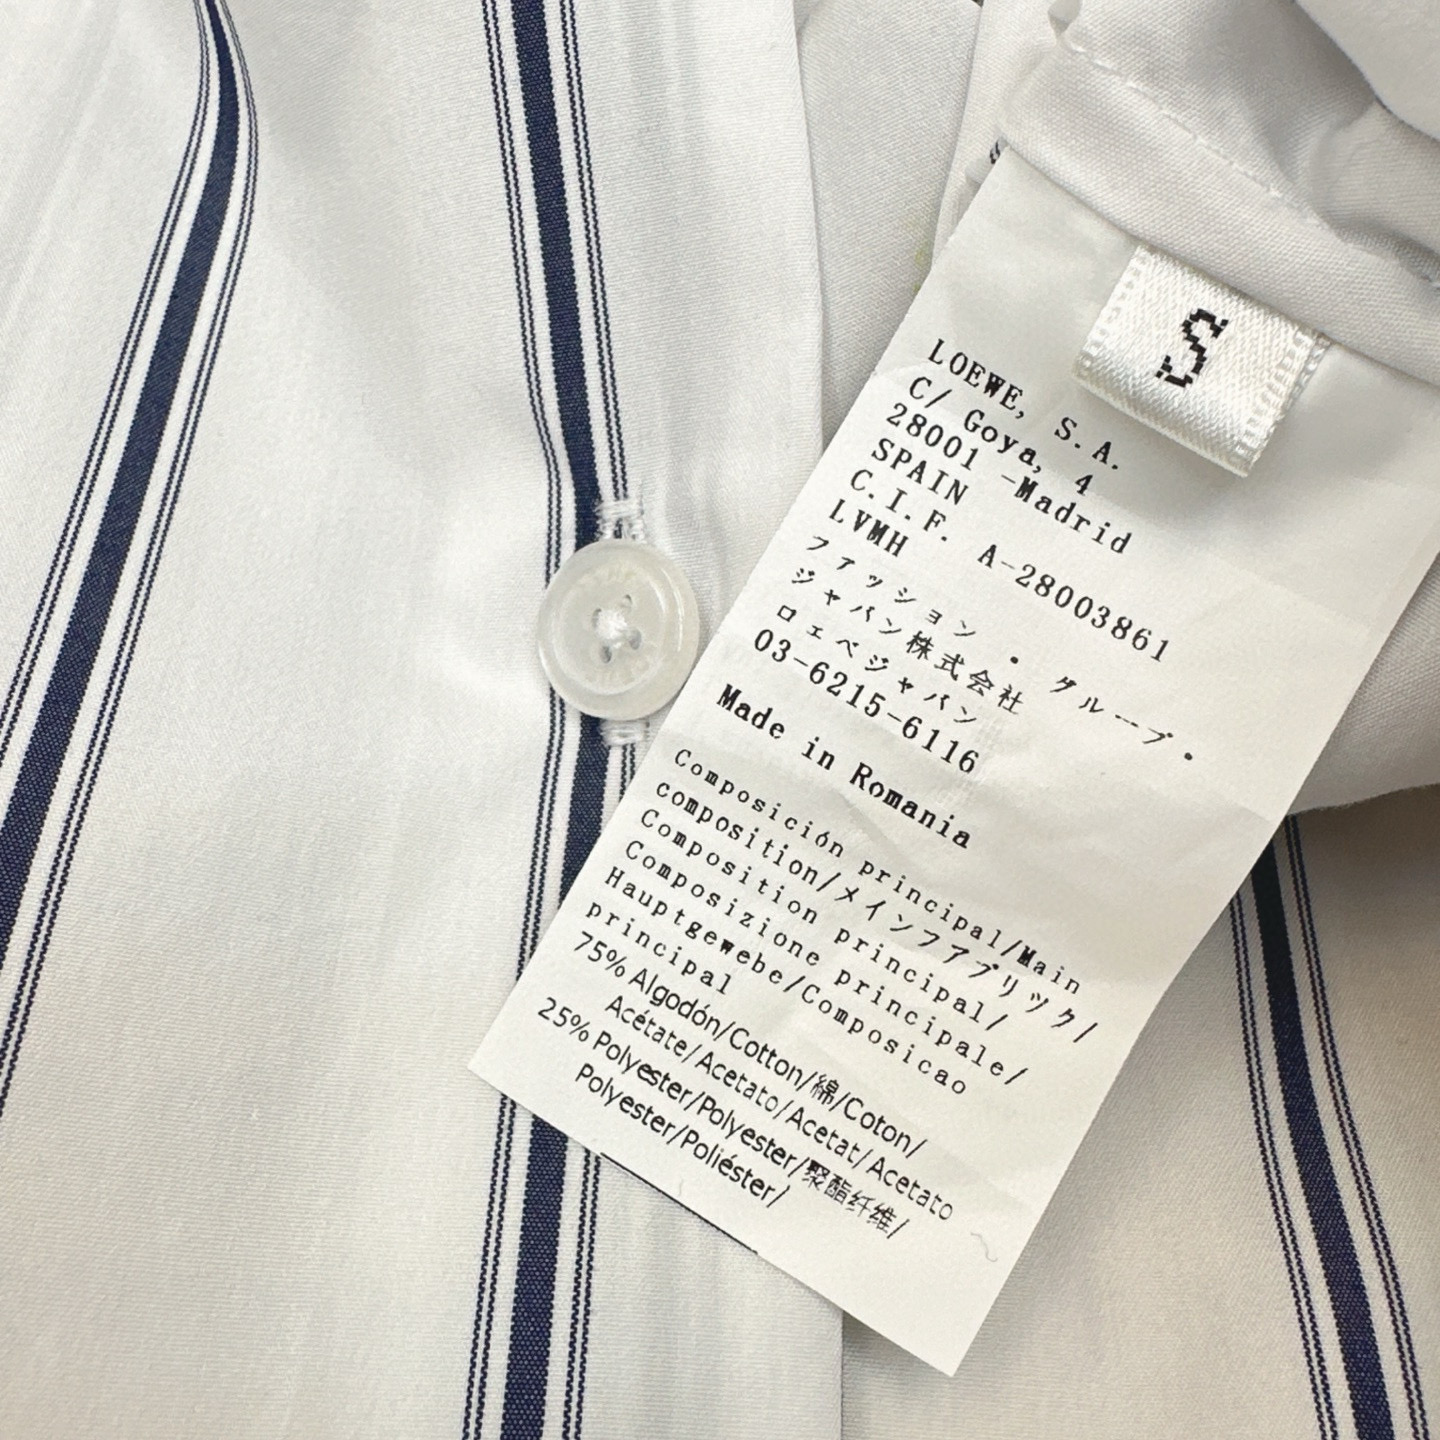 S
LOEWE, S.A.
C/ Goya, 4
28001 -Madrid
SPAIN
C.I.F. A-28003861
LVMH
ファッション・グループ・
ジャパン株式会社
ロエベジャパン
03-6215-6116
Made in Romania
Composición principal/Main
composition/メインファブリック/
Composition principal/
Composizione principale/
Hauptgewebe/Composicao
principal
75% Algodón/Cotton/綿/Coton/
Acétate/Acetato/Acetat/Acetato
25% Polyester/Polyester/聚酯纤维/
Polyester/Poliéster/